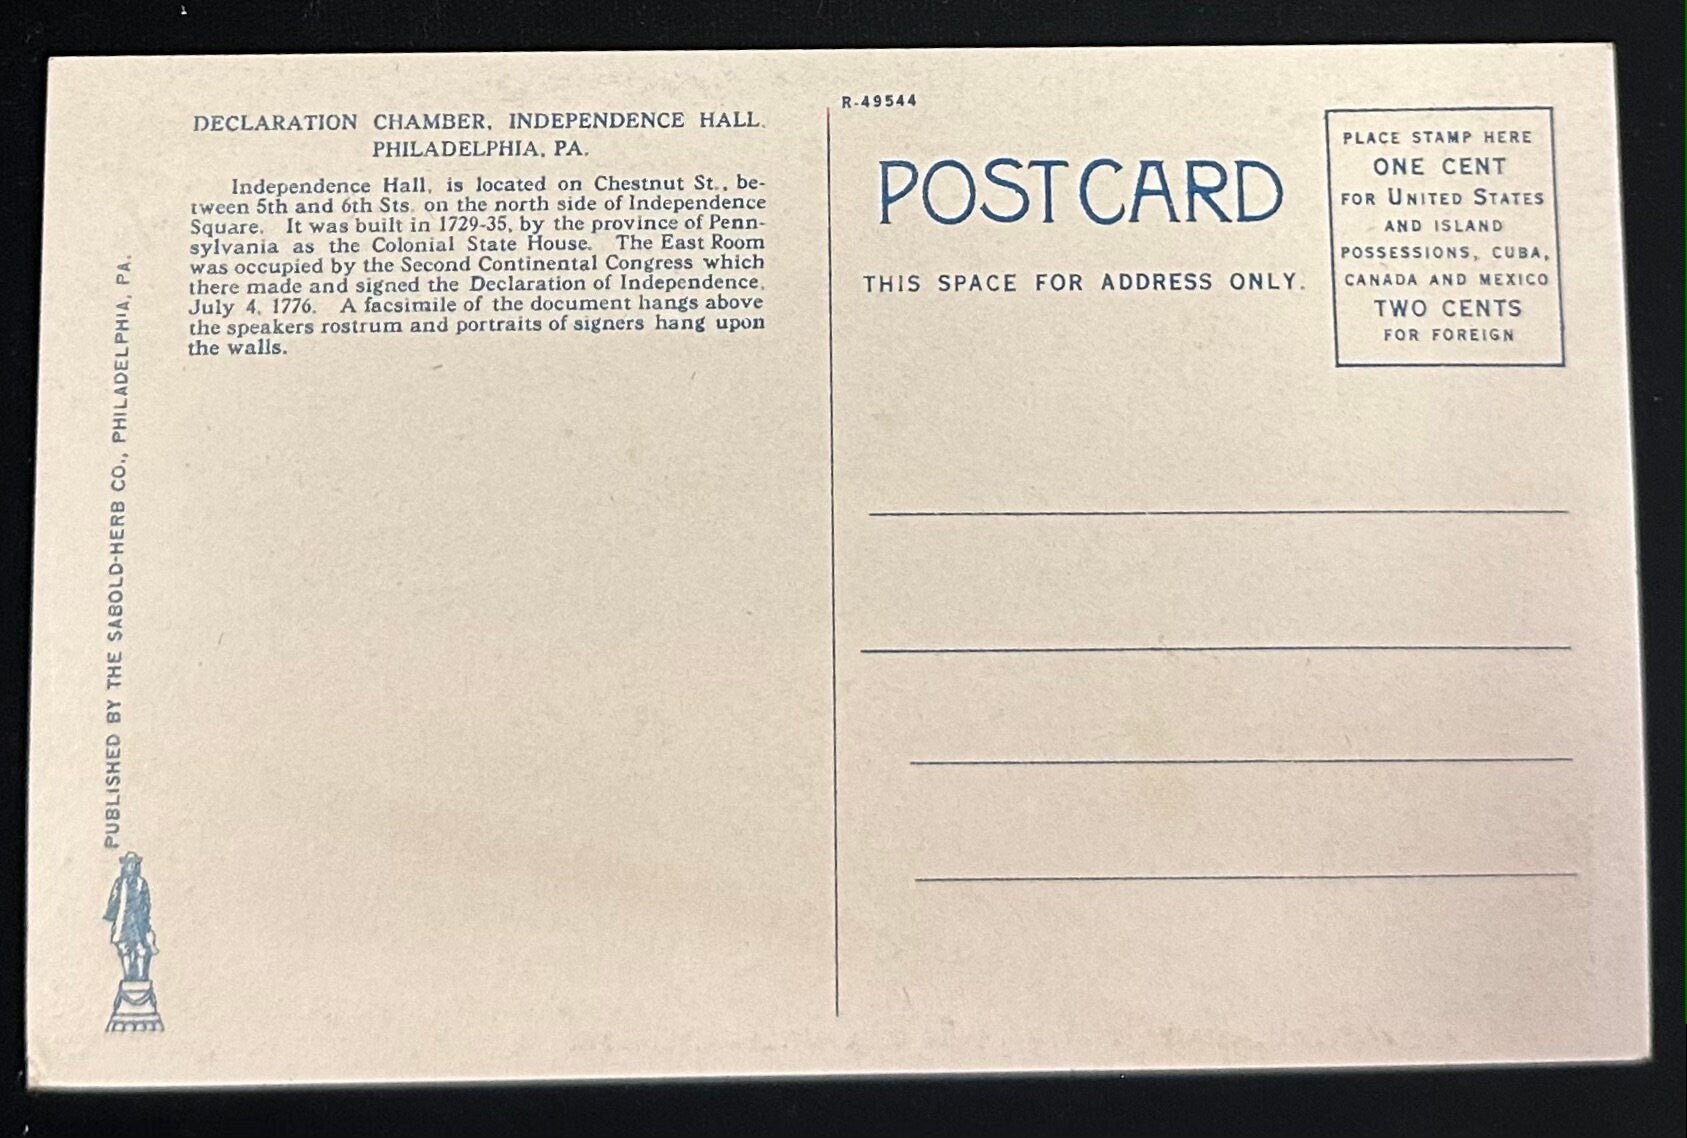 DECLARATION CHAMBER, INDEPENDENCE HALL.
PHILADELPHIA, PA.
Independence Hall, is located on Chestnut St., be-
tween 5th and 6th Sts. on the north side of Independence
Square. It was built in 1729-35, by the province of Penn-
sylvania as the Colonial State House. The East Room
was occupied by the Second Continental Congress which
there made and signed the Declaration of Independence,
July 4, 1776. A facsimile of the document hangs above
the speakers rostrum and portraits of signers hang upon
the walls.
PUBLISHED BY THE SABOLD-HERB CO., PHILADELPHIA, PA.
R-49544
POST CARD
THIS SPACE FOR ADDRESS ONLY.
PLACE STAMP HERE
ONE CENT
FOR UNITED STATES
AND ISLAND
POSSESSIONS, CUBA,
CANADA AND MEXICO
TWO CENTS
FOR FOREIGN